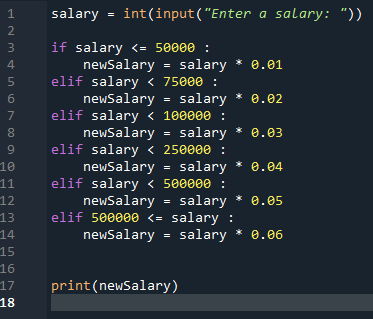 1 salary = int(input("Enter a salary: "))
2
3 if salary <= 50000 :
4     newSalary = salary * 0.01
5 elif salary < 75000 :
6     newSalary = salary * 0.02
7 elif salary < 100000 :
8     newSalary = salary * 0.03
9 elif salary < 250000 :
10     newSalary = salary * 0.04
11 elif salary < 500000 :
12     newSalary = salary * 0.05
13 elif 500000 <= salary :
14     newSalary = salary * 0.06
15
16
17 print(newSalary)
18